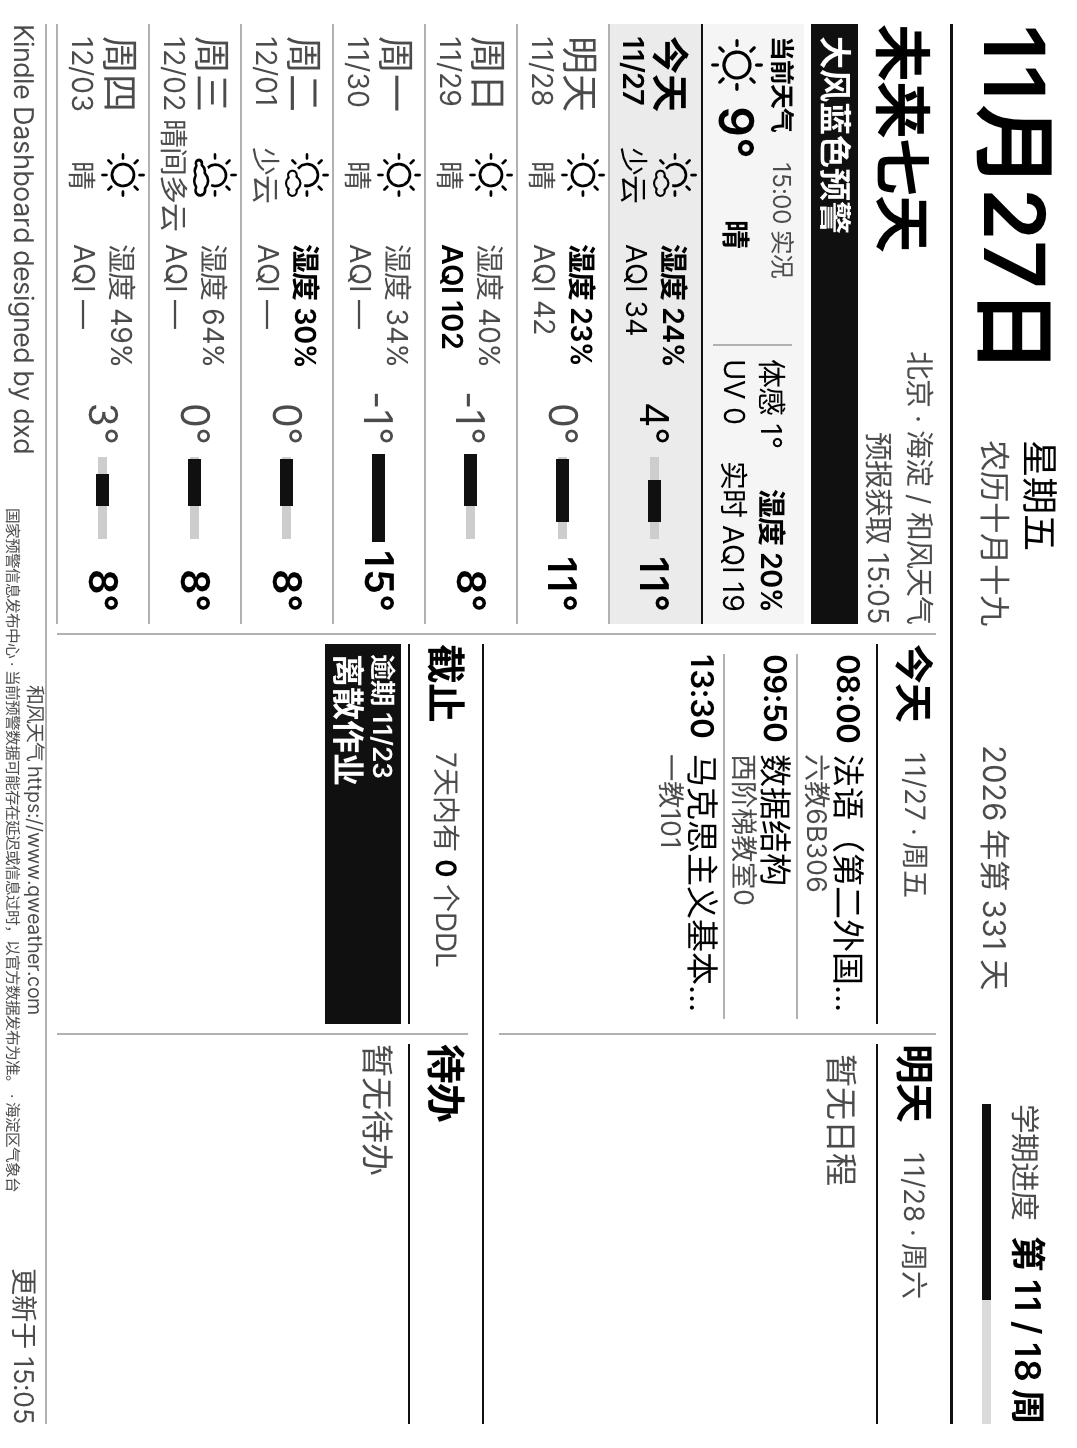 11月27日
星期五
农历十月十九
2026 年第 331 天
学期进度 第 11 / 18 周
未来七天
北京 · 海淀 / 和风天气
预报获取 15:05
大风蓝色预警
当前天气 15:00 实况
9° 晴
体感 1° 湿度 20%
UV 0 实时 AQI 19
今天 11/27 少云 湿度 24% AQI 34 4° 11°
明天 11/28 晴 湿度 23% AQI 42 0° 11°
周日 11/29 晴 湿度 40% AQI 102 -1° 8°
周一 11/30 晴 湿度 34% AQI — -1° 15°
周二 12/01 少云 湿度 30% AQI — 0° 8°
周三 12/02 晴间多云 湿度 64% AQI — 0° 8°
周四 12/03 晴 湿度 49% AQI — 3° 8°
今天 11/27 · 周五
08:00 法语（第二外国…
六教6B306
09:50 数据结构
西阶梯教室0
13:30 马克思主义基本…
一教101
明天 11/28 · 周六
暂无日程
截止 7天内有 0 个DDL
逾期 11/23
离散作业
待办
暂无待办
Kindle Dashboard designed by dxd
和风天气 https://www.qweather.com
国家预警信息发布中心 · 当前预警数据可能存在延迟或信息过时，以官方数据发布为准。 · 海淀区气象台
更新于 15:05